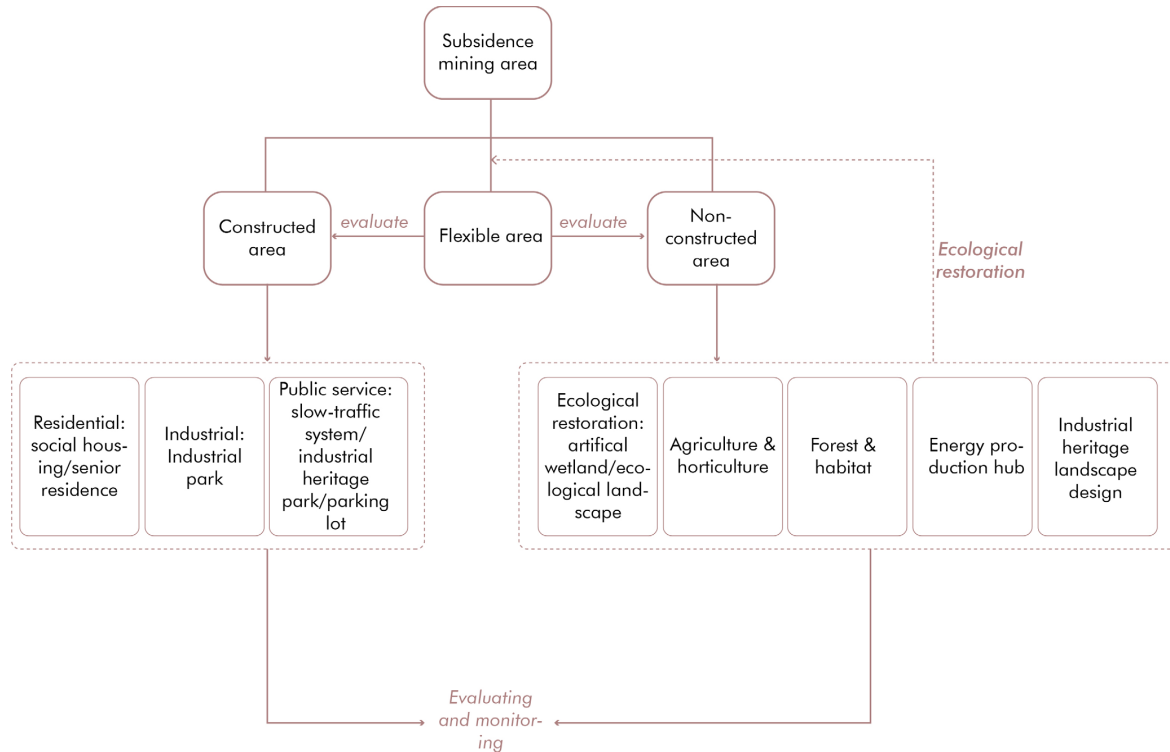 Subsidence
mining area
Constructed
area
evaluate
Flexible area
evaluate
Non-
constructed
area
Ecological
restoration
Residential:
social hous-
ing/senior
residence
Industrial:
Industrial
park
Public service:
slow-traffic
system/
industrial
heritage
park/parking
lot
Ecological
restoration:
artifical
wetland/eco-
logical land-
scape
Agriculture &
horticulture
Forest &
habitat
Energy pro-
duction hub
Industrial
heritage
landscape
design
Evaluating
and monitor-
ing